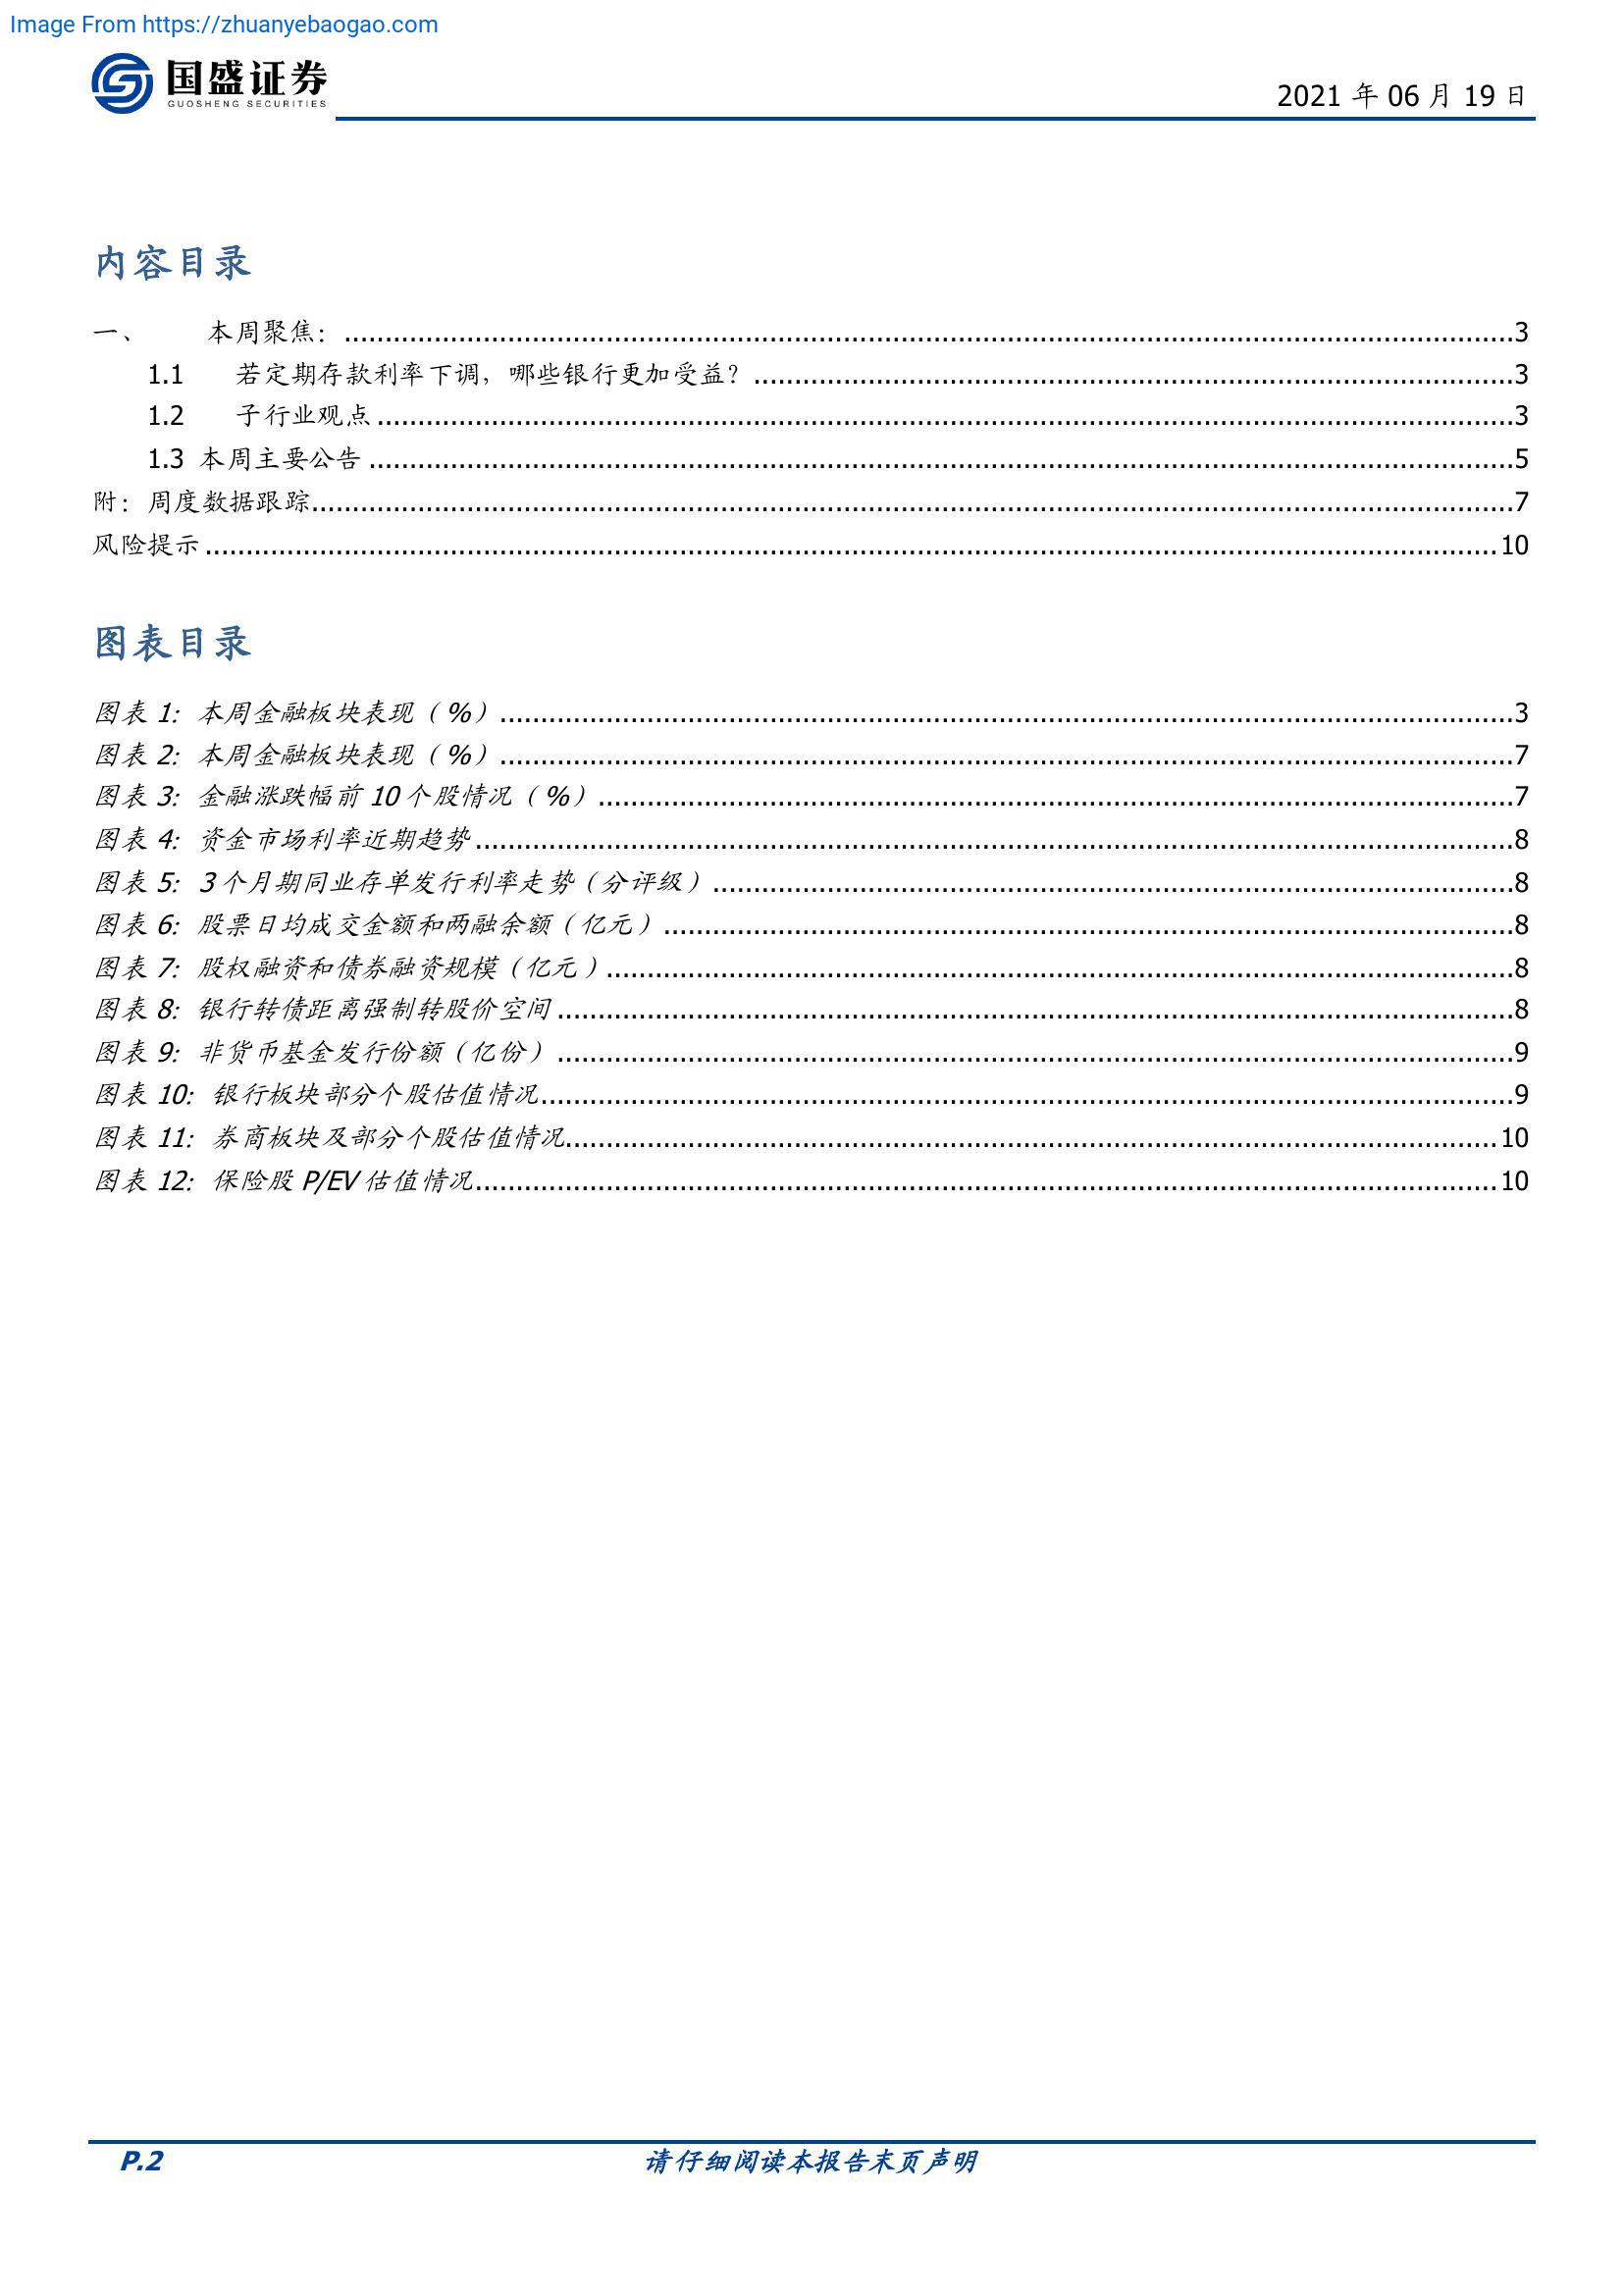 Image From https://zhuanyebaogao.com
国盛证券
GUOSHENG SECURITIES
2021 年 06 月 19 日
内容目录
一、 本周聚焦：...............................................................3
1.1 若定期存款利率下调，哪些银行更加受益？...............................................................3
1.2 子行业观点...............................................................3
1.3 本周主要公告...............................................................5
附：周度数据跟踪...............................................................7
风险提示...............................................................10
图表目录
图表 1: 本周金融板块表现（%）...............................................................3
图表 2: 本周金融板块表现（%）...............................................................7
图表 3: 金融涨跌幅前 10 个股情况（%）...............................................................7
图表 4: 资金市场利率近期趋势...............................................................8
图表 5: 3 个月期同业存单发行利率走势（分评级）...............................................................8
图表 6: 股票日均成交金额和两融余额（亿元）...............................................................8
图表 7: 股权融资和债券融资规模（亿元）...............................................................8
图表 8: 银行转债距离强制转股价空间...............................................................8
图表 9: 非货币基金发行份额（亿份）...............................................................9
图表 10: 银行板块部分个股估值情况...............................................................9
图表 11: 券商板块及部分个股估值情况...............................................................10
图表 12: 保险股 P/EV 估值情况...............................................................10
P.2
请仔细阅读本报告末页声明